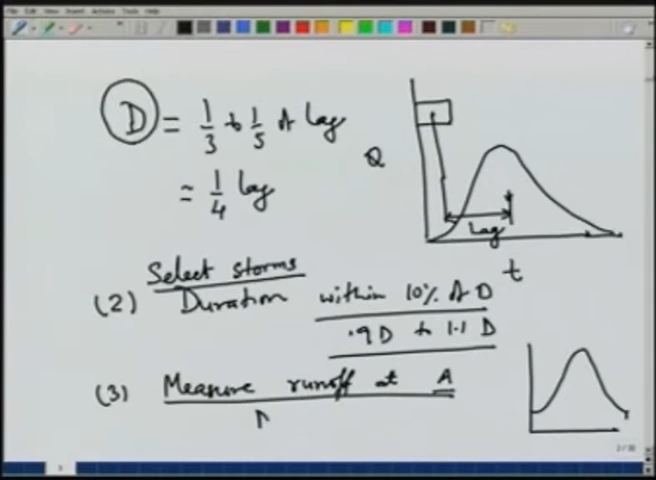 D = 1/3 to 1/5 of lag
≈ 1/4 lag
Q
Lag
t
Select storms
(2) Duration within 10% of D
.9D to 1.1 D
(3) Measure runoff at A